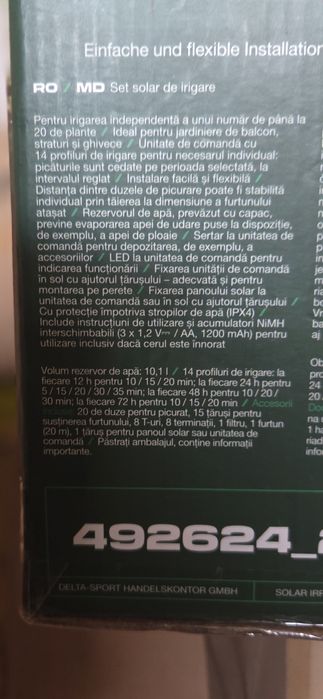 Einfache und flexible Installation
RO / MD Set solar de irigare
Pentru irigarea independentă a unui număr de până la
20 de plante / Ideal pentru jardiniere de balcon,
straturi și ghivece / Unitate de comandă cu
14 profiluri de irigare pentru necesarul individual:
picăturile sunt cedate pe perioada selectată, la
intervalul reglat / Instalare facilă și flexibilă /
Distanța dintre duzele de picurare poate fi stabilită
individual prin tăierea la dimensiune a furtunului
atașat / Rezervorul de apă, prevăzut cu capac,
previne evaporarea apei de udare puse la dispoziție,
de exemplu, a apei de ploaie / Sertar la unitatea de
comandă pentru depozitarea, de exemplu, a
accesoriilor / LED la unitatea de comandă pentru
indicarea funcționării / Fixarea unității de comandă
în sol cu ajutorul țărușului – adecvată și pentru
montarea pe perete / Fixarea panoului solar la
unitatea de comandă sau în sol cu ajutorul țărușului /
Cu protecție împotriva stropilor de apă (IPX4) /
Include instrucțiuni de utilizare și acumulatori NiMH
interschimbabili (3 x 1,2 V⎓ / AA, 1200 mAh) pentru
utilizare inclusiv dacă cerul este înnorat
Volum rezervor de apă: 10,1 l / 14 profiluri de irigare: la
fiecare 12 h pentru 10 / 15 / 20 min; la fiecare 24 h pentru
5 / 15 / 20 / 30 / 35 min; la fiecare 48 h pentru 10 / 20 /
30 min; la fiecare 72 h pentru 10 / 15 / 20 min / Accesorii
incluse: 20 de duze pentru picurat, 15 țăruși pentru
susținerea furtunului, 8 T-uri, 8 terminații, 1 filtru, 1 furtun
(20 m), 1 țăruș pentru panoul solar sau unitatea de
comandă / Păstrați ambalajul, conține informații
importante.
492624_
DELTA-SPORT HANDELSKONTOR GMBH
SOLAR IRR